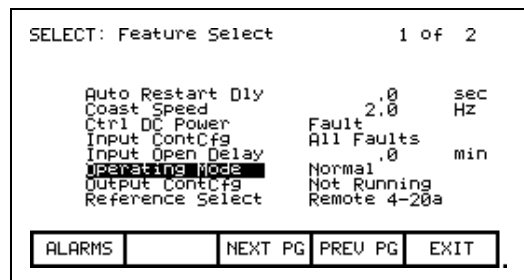 SELECT: Feature Select 1 of 2
Auto Restart Dly .0 sec
Coast Speed 2.0 Hz
Ctrl DC Power Fault
Input ContCfg All Faults
Input Open Delay .0 min
Operating Mode Normal
Output ContCfg Not Running
Reference Select Remote 4-20a
ALARMS NEXT PG PREV PG EXIT
.